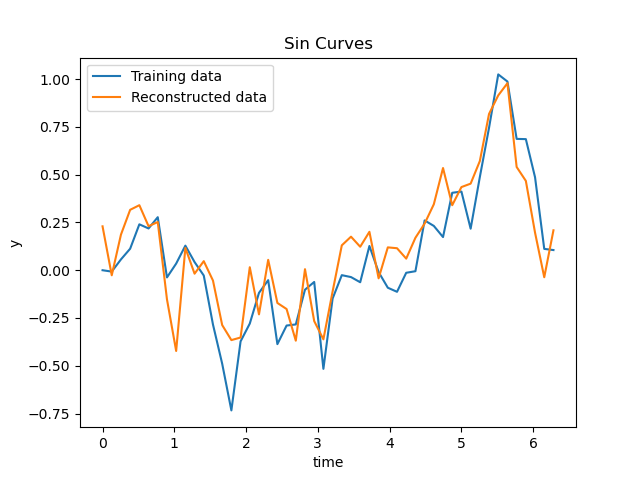 Sin Curves
Training data
Reconstructed data
1.00
0.75
0.50
0.25
0.00
−0.25
−0.50
−0.75
y
0 1 2 3 4 5 6
time